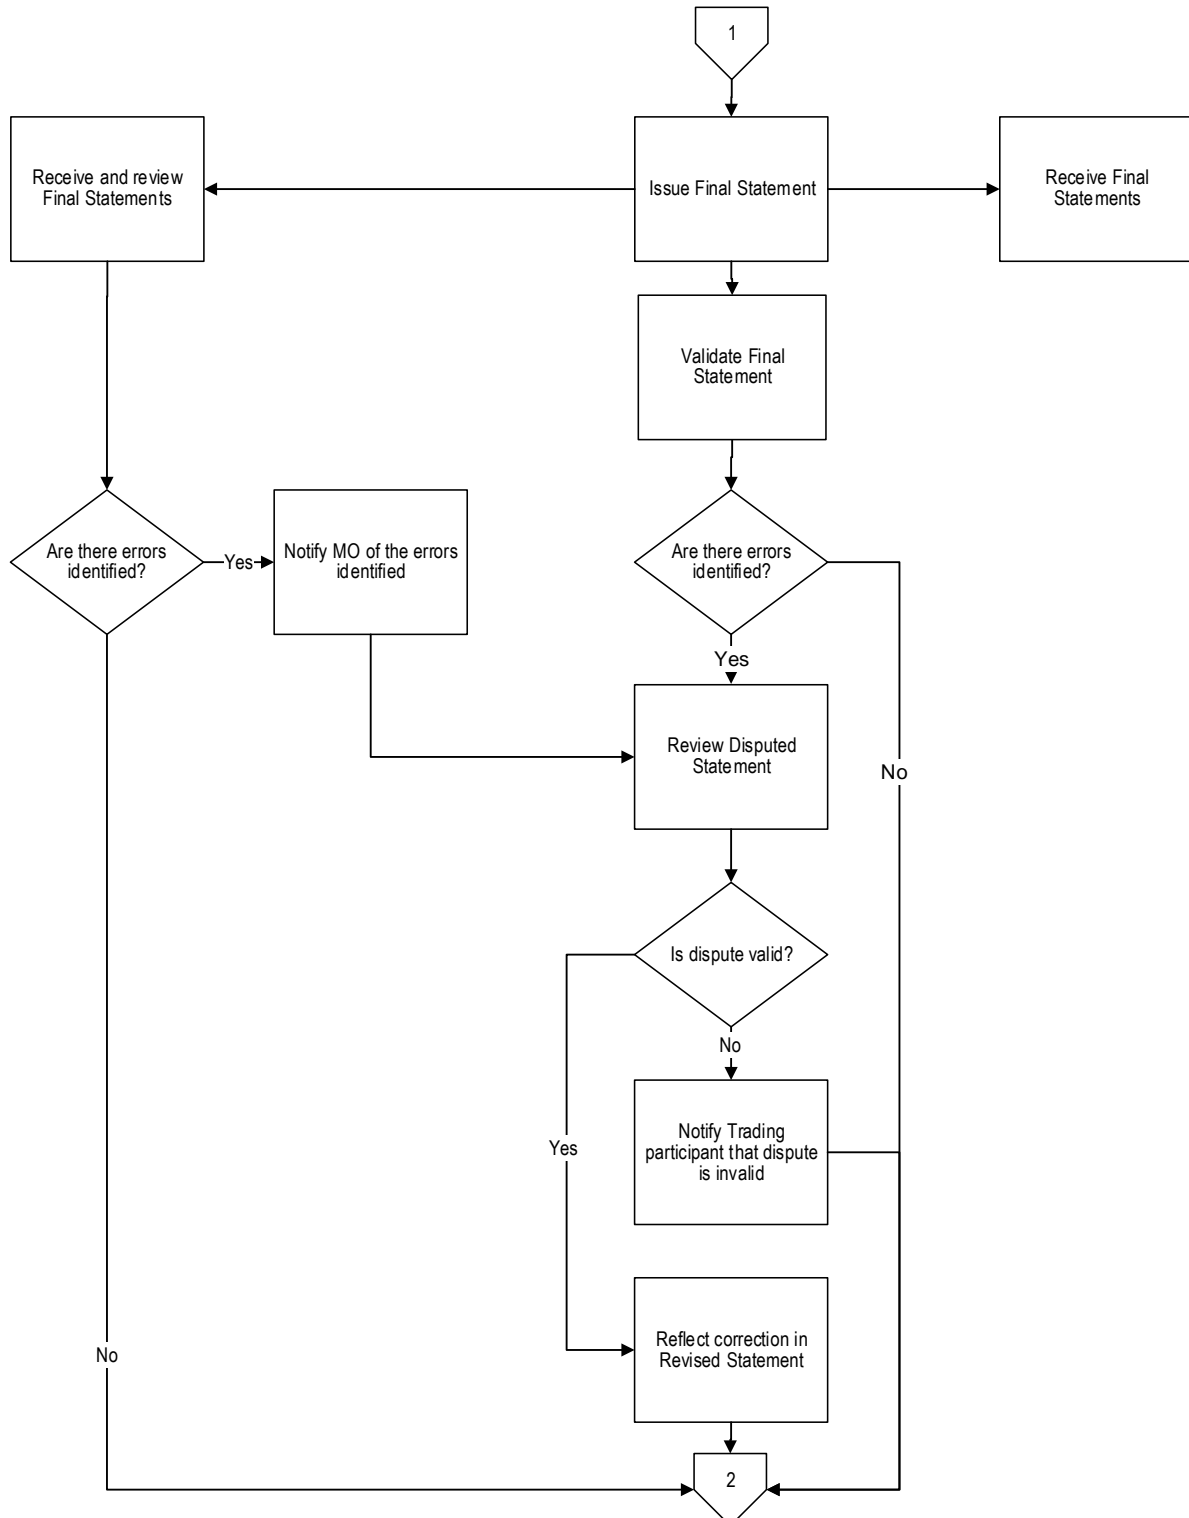 1
Receive and review
Final Statements
Issue Final Statement
Receive Final
Statements
Validate Final
Statement
Are there errors
identified?
Yes
Notify MO of the errors
identified
Are there errors
identified?
Yes
Review Disputed
Statement
No
Is dispute valid?
No
Yes
Notify Trading
participant that dispute
is invalid
No
Reflect correction in
Revised Statement
2